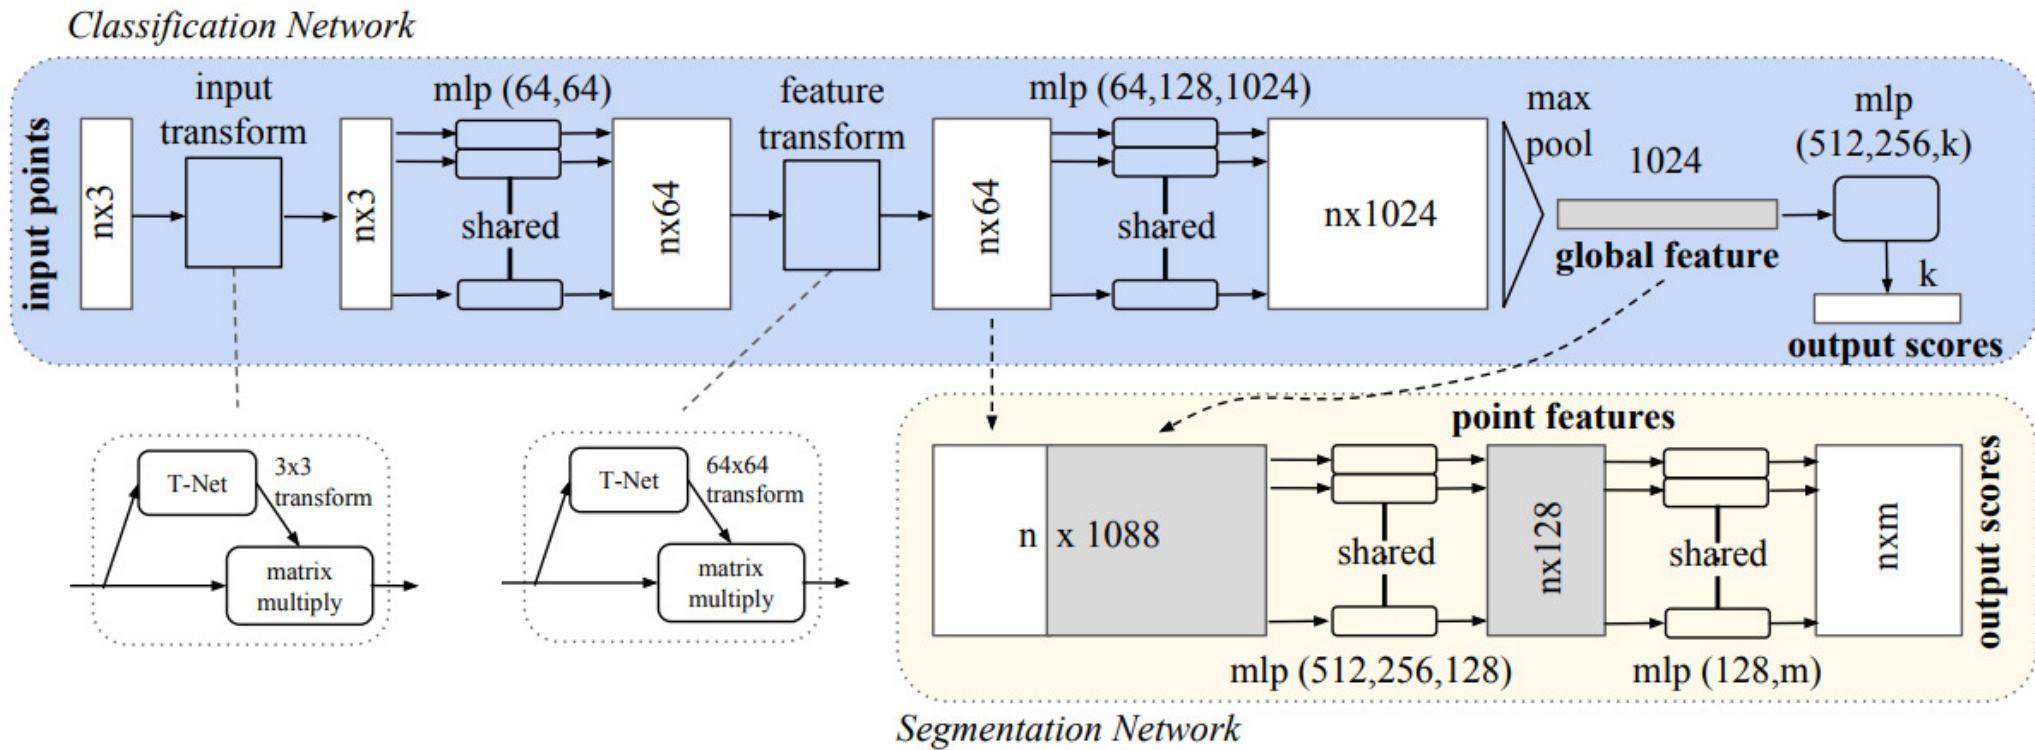 Classification Network
input points
nx3
input
transform
nx3
mlp (64,64)
shared
nx64
feature
transform
nx64
mlp (64,128,1024)
shared
nx1024
max
pool
1024
global feature
mlp
(512,256,k)
k
output scores
T-Net
3x3
transform
matrix
multiply
T-Net
64x64
transform
matrix
multiply
point features
n x 1088
shared
mlp (512,256,128)
nx128
shared
mlp (128,m)
nxm
output scores
Segmentation Network